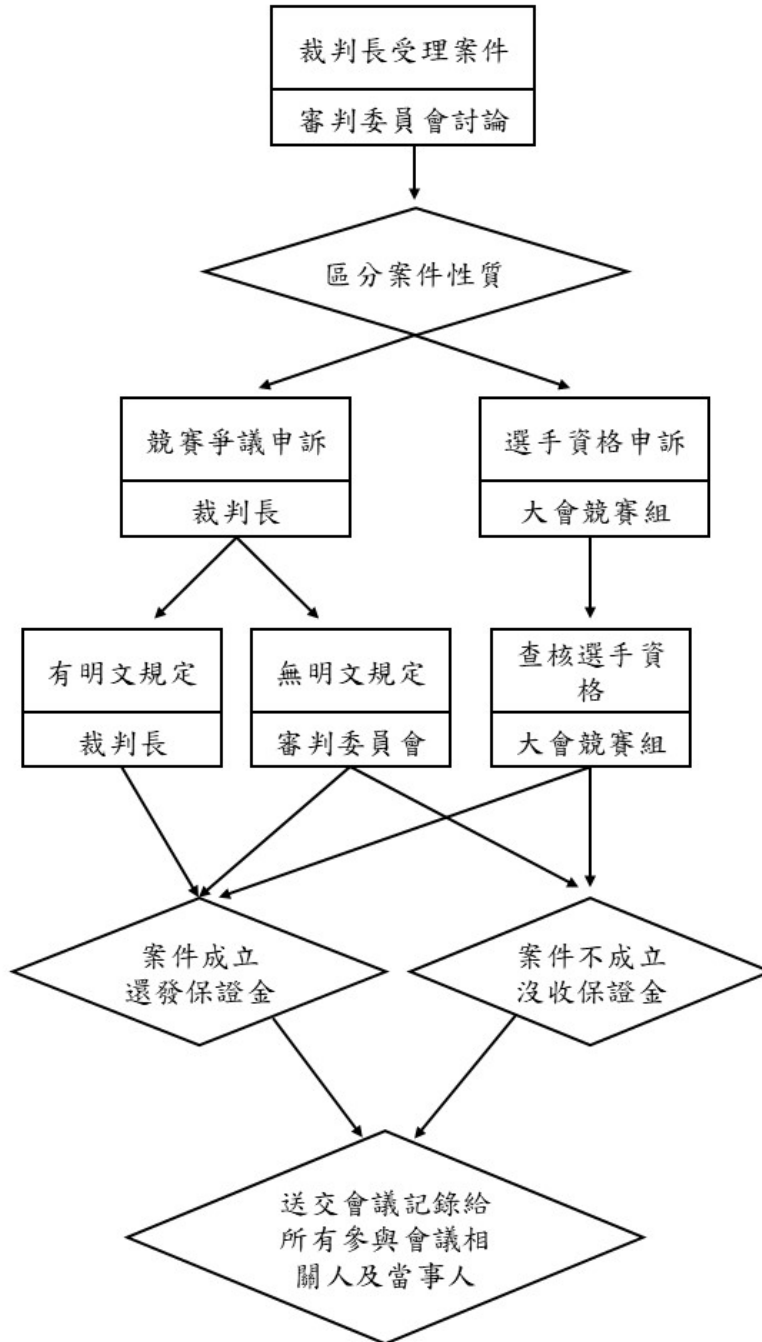 裁判長受理案件
審判委員會討論
區分案件性質
競賽爭議申訴
裁判長
選手資格申訴
大會競賽組
有明文規定
裁判長
無明文規定
審判委員會
查核選手資
格
大會競賽組
案件成立
還發保證金
案件不成立
沒收保證金
送交會議記錄給
所有參與會議相
關人及當事人